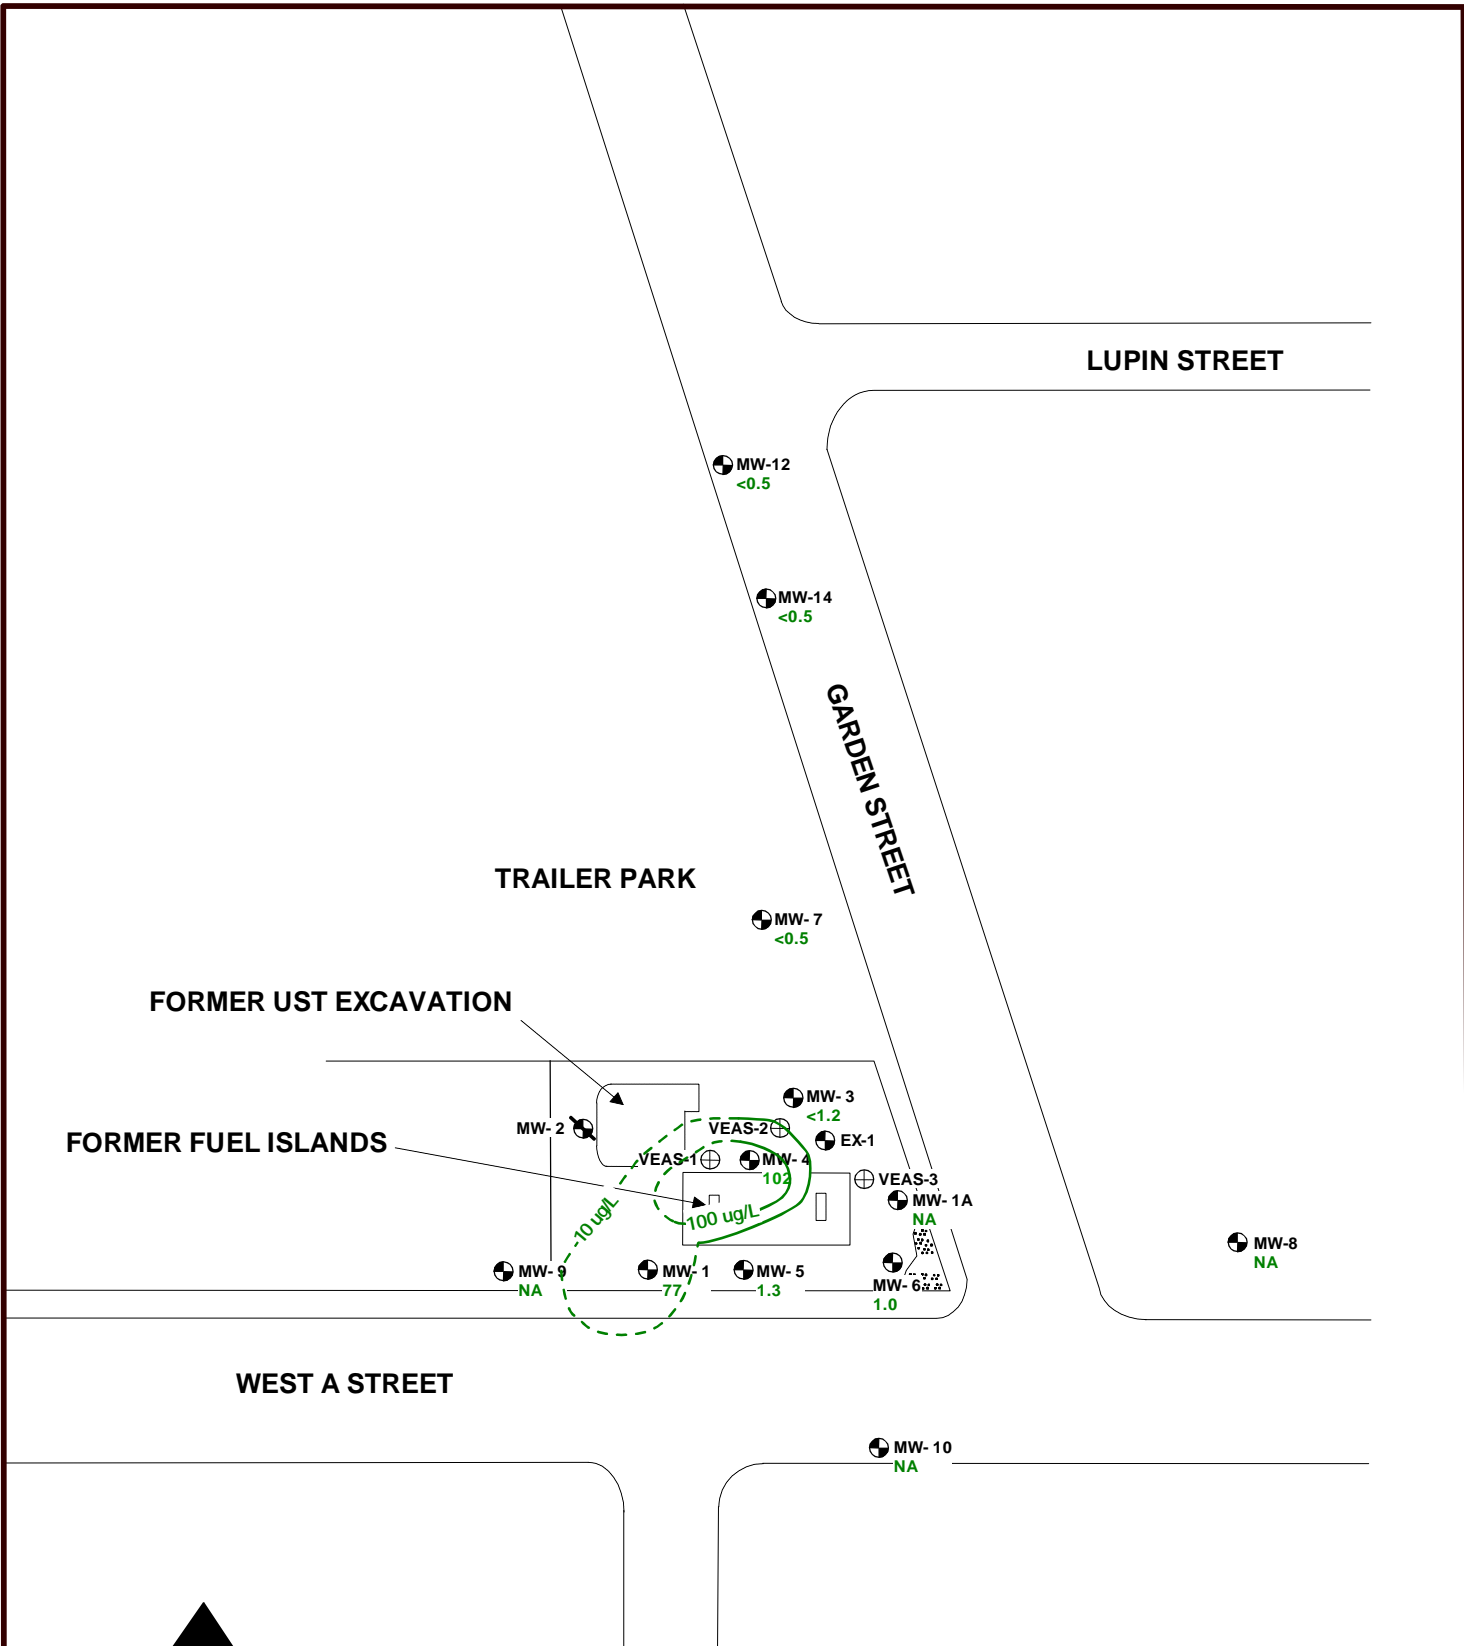 LUPIN STREET
MW-12
<0.5
MW-14
<0.5
GARDEN STREET
TRAILER PARK
MW- 7
<0.5
FORMER UST EXCAVATION
MW- 3
<1.2
MW- 2
VEAS-2
EX-1
FORMER FUEL ISLANDS
VEAS-1
MW- 4
102
VEAS-3
MW- 1A
NA
10 ug/L
100 ug/L
MW-8
NA
MW- 9
NA
MW- 1
77
MW- 5
1.3
MW- 6
1.0
WEST A STREET
MW- 10
NA